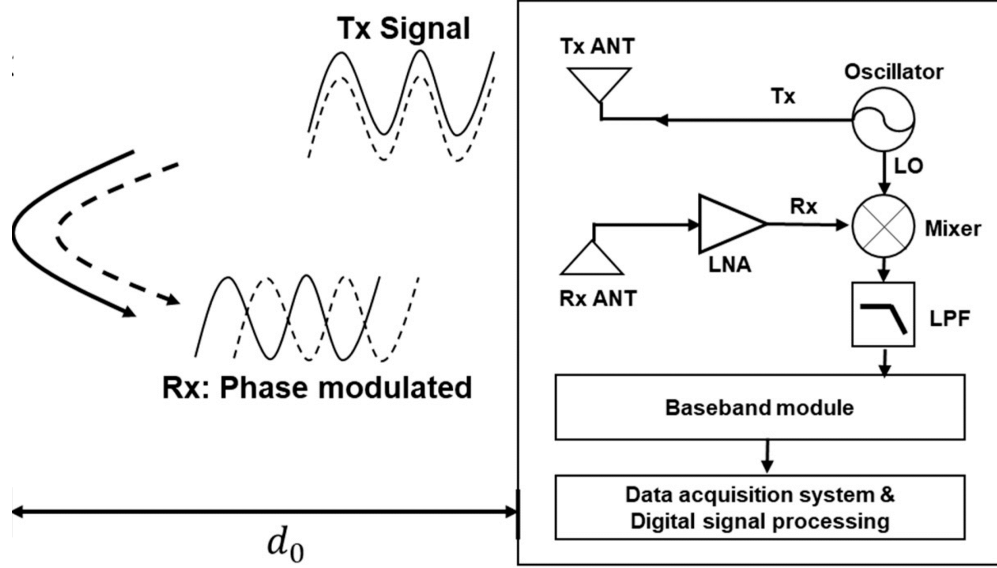 Tx Signal
Rx: Phase modulated
d₀
Tx ANT
Oscillator
Tx
LO
Rx
Mixer
LNA
Rx ANT
LPF
Baseband module
Data acquisition system &
Digital signal processing